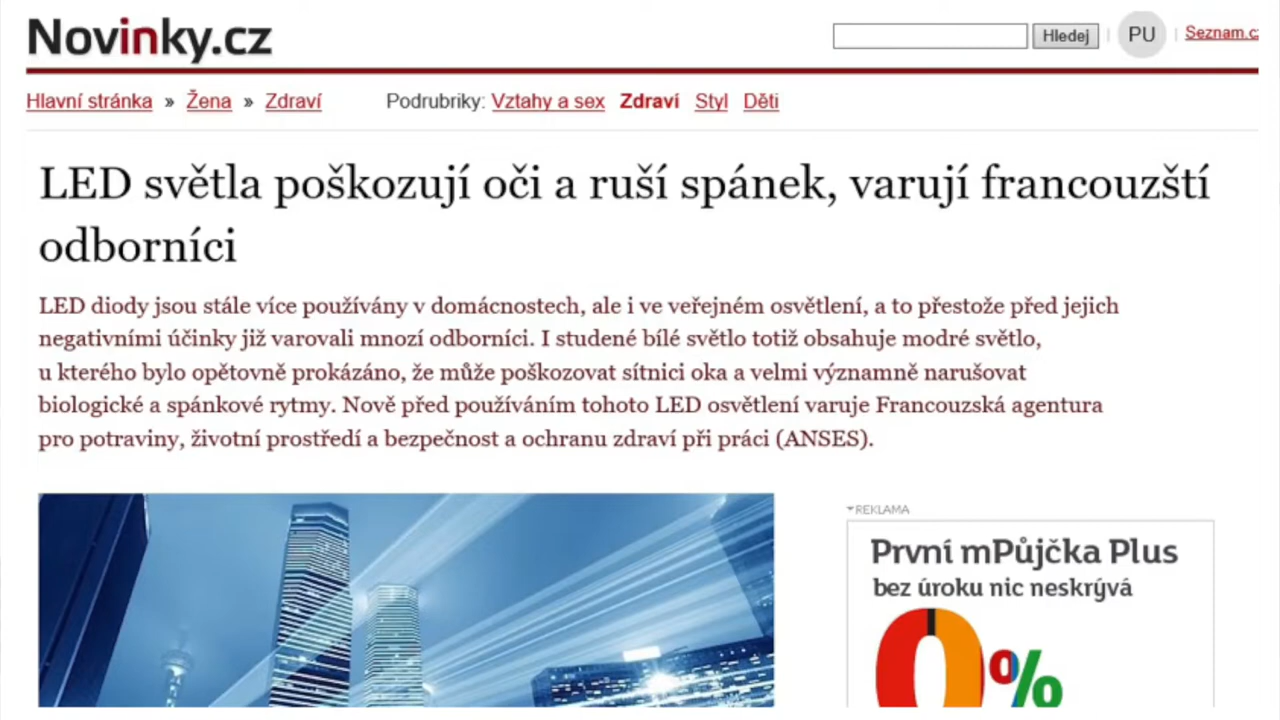 Novinky.cz
Hledej
PU
Hlavní stránka » Žena » Zdraví Podrubriky: Vztahy a sex Zdraví Styl Děti
LED světla poškozují oči a ruší spánek, varují francouzští
odborníci
LED diody jsou stále více používány v domácnostech, ale i ve veřejném osvětlení, a to přestože před jejich
negativními účinky již varovali mnozí odborníci. I studené bílé světlo totiž obsahuje modré světlo,
u kterého bylo opětovně prokázáno, že může poškozovat sítnici oka a velmi významně narušovat
biologické a spánkové rytmy. Nově před používáním tohoto LED osvětlení varuje Francouzská agentura
pro potraviny, životní prostředí a bezpečnost a ochranu zdraví při práci (ANSES).
REKLAMA
První mPůjčka Plus
bez úroku nic neskrývá
0%